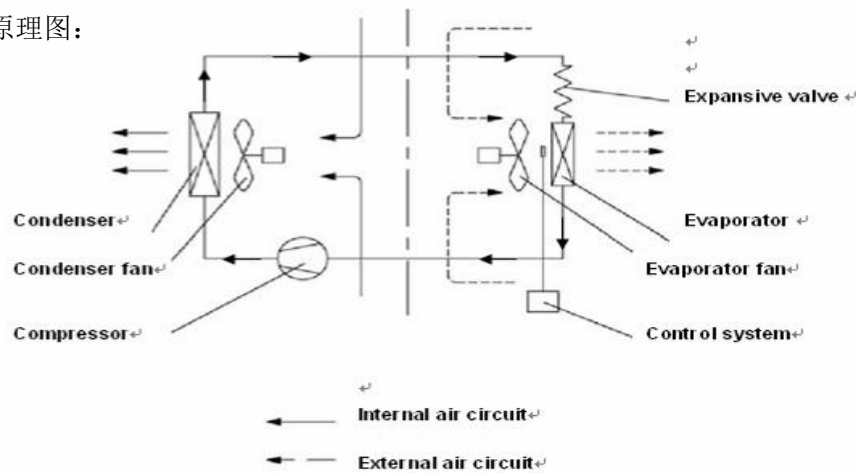 原理图：
Expansive valve
Condenser
Evaporator
Condenser fan
Evaporator fan
Compressor
Control system
Internal air circuit
External air circuit